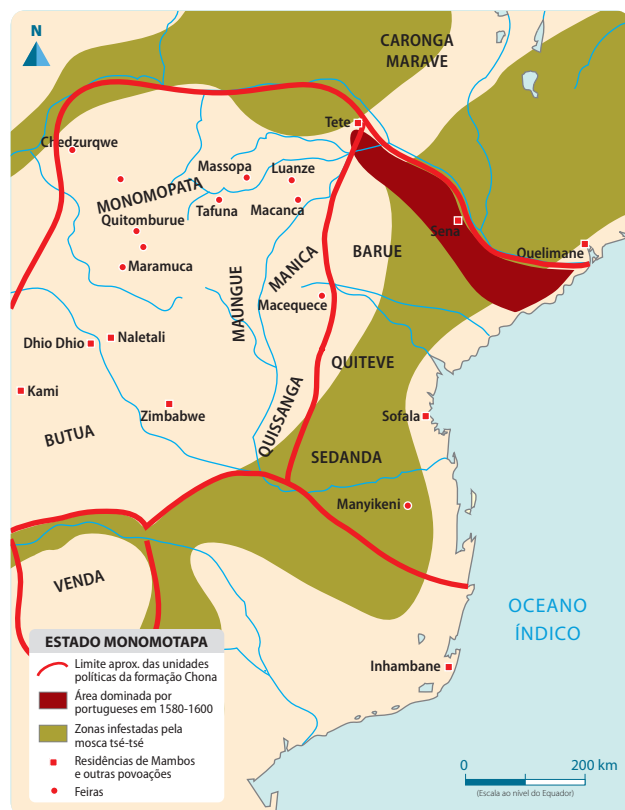 N
CARONGA
MARAVE
Tete
Chedzurqwe
Massopa
Luanze
MONOMOPATA
Tafuna
Macanca
Quitomburue
Sena
Ouelimane
BARUE
MANICA
Maramuca
MAUNGUE
Macequece
Naletali
Dhio Dhio
QUITEVE
Kami
Zimbabwe
QUISSANGA
Sofala
BUTUA
SEDANDA
Manyikeni
VENDA
OCEANO
ÍNDICO
Inhambane
ESTADO MONOMOTAPA
Limite aprox. das unidades
políticas da formação Chona
Área dominada por
portugueses em 1580-1600
Zonas infestadas pela
mosca tsé-tsé
Residências de Mambos
e outras povoações
Feiras
0 200 km
(Escala ao nível do Equador)